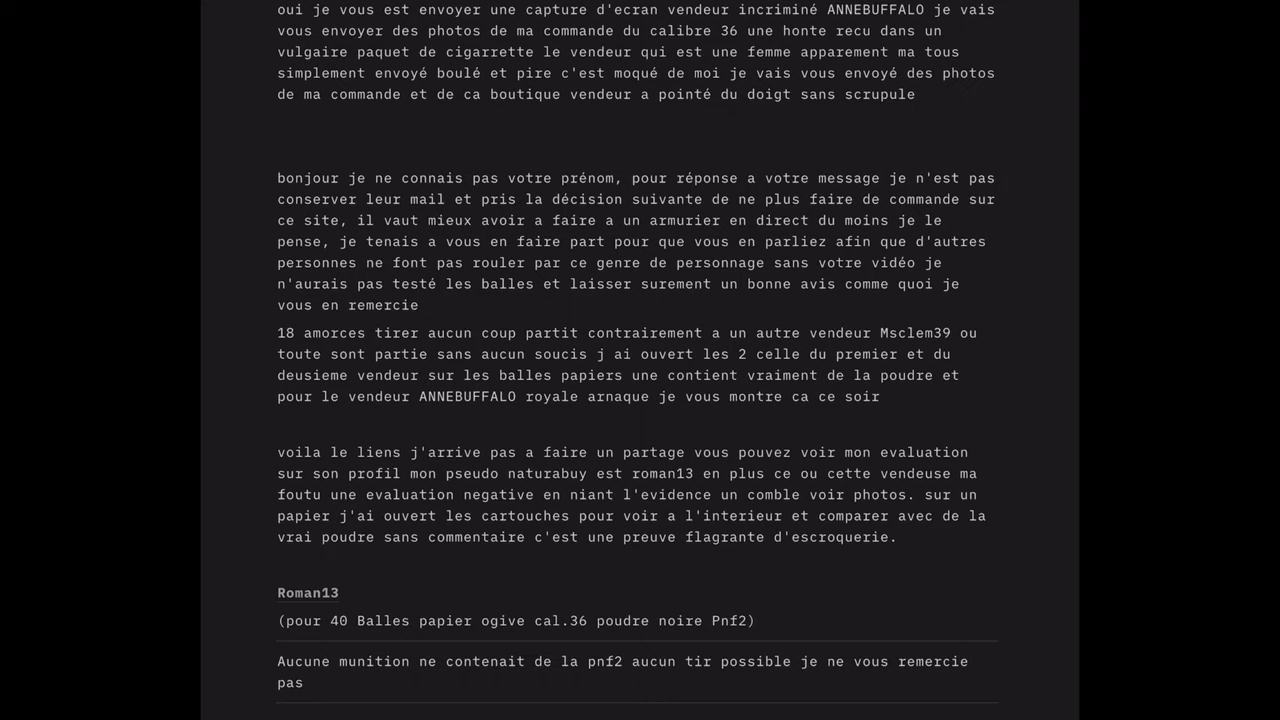 oui je vous est envoyer une capture d'ecran vendeur incriminé ANNEBUFFALO je vais
vous envoyer des photos de ma commande du calibre 36 une honte recu dans un
vulgaire paquet de cigarrette le vendeur qui est une femme apparement ma tous
simplement envoyé boulé et pire c'est moqué de moi je vais vous envoyé des photos
de ma commande et de ca boutique vendeur a pointé du doigt sans scrupule
bonjour je ne connais pas votre prénom, pour réponse a votre message je n'est pas
conserver leur mail et pris la décision suivante de ne plus faire de commande sur
ce site, il vaut mieux avoir a faire a un armurier en direct du moins je le
pense, je tenais a vous en faire part pour que vous en parliez afin que d'autres
personnes ne font pas rouler par ce genre de personnage sans votre vidéo je
n'aurais pas testé les balles et laisser surement un bonne avis comme quoi je
vous en remercie
18 amorces tirer aucun coup partit contrairement a un autre vendeur Msclem39 ou
toute sont partie sans aucun soucis j ai ouvert les 2 celle du premier et du
deusieme vendeur sur les balles papiers une contient vraiment de la poudre et
pour le vendeur ANNEBUFFALO royale arnaque je vous montre ca ce soir
voila le liens j'arrive pas a faire un partage vous pouvez voir mon evaluation
sur son profil mon pseudo naturabuy est roman13 en plus ce ou cette vendeuse ma
foutu une evaluation negative en niant l'evidence un comble voir photos. sur un
papier j'ai ouvert les cartouches pour voir a l'interieur et comparer avec de la
vrai poudre sans commentaire c'est une preuve flagrante d'escroquerie.
Roman13
(pour 40 Balles papier ogive cal.36 poudre noire Pnf2)
Aucune munition ne contenait de la pnf2 aucun tir possible je ne vous remercie
pas